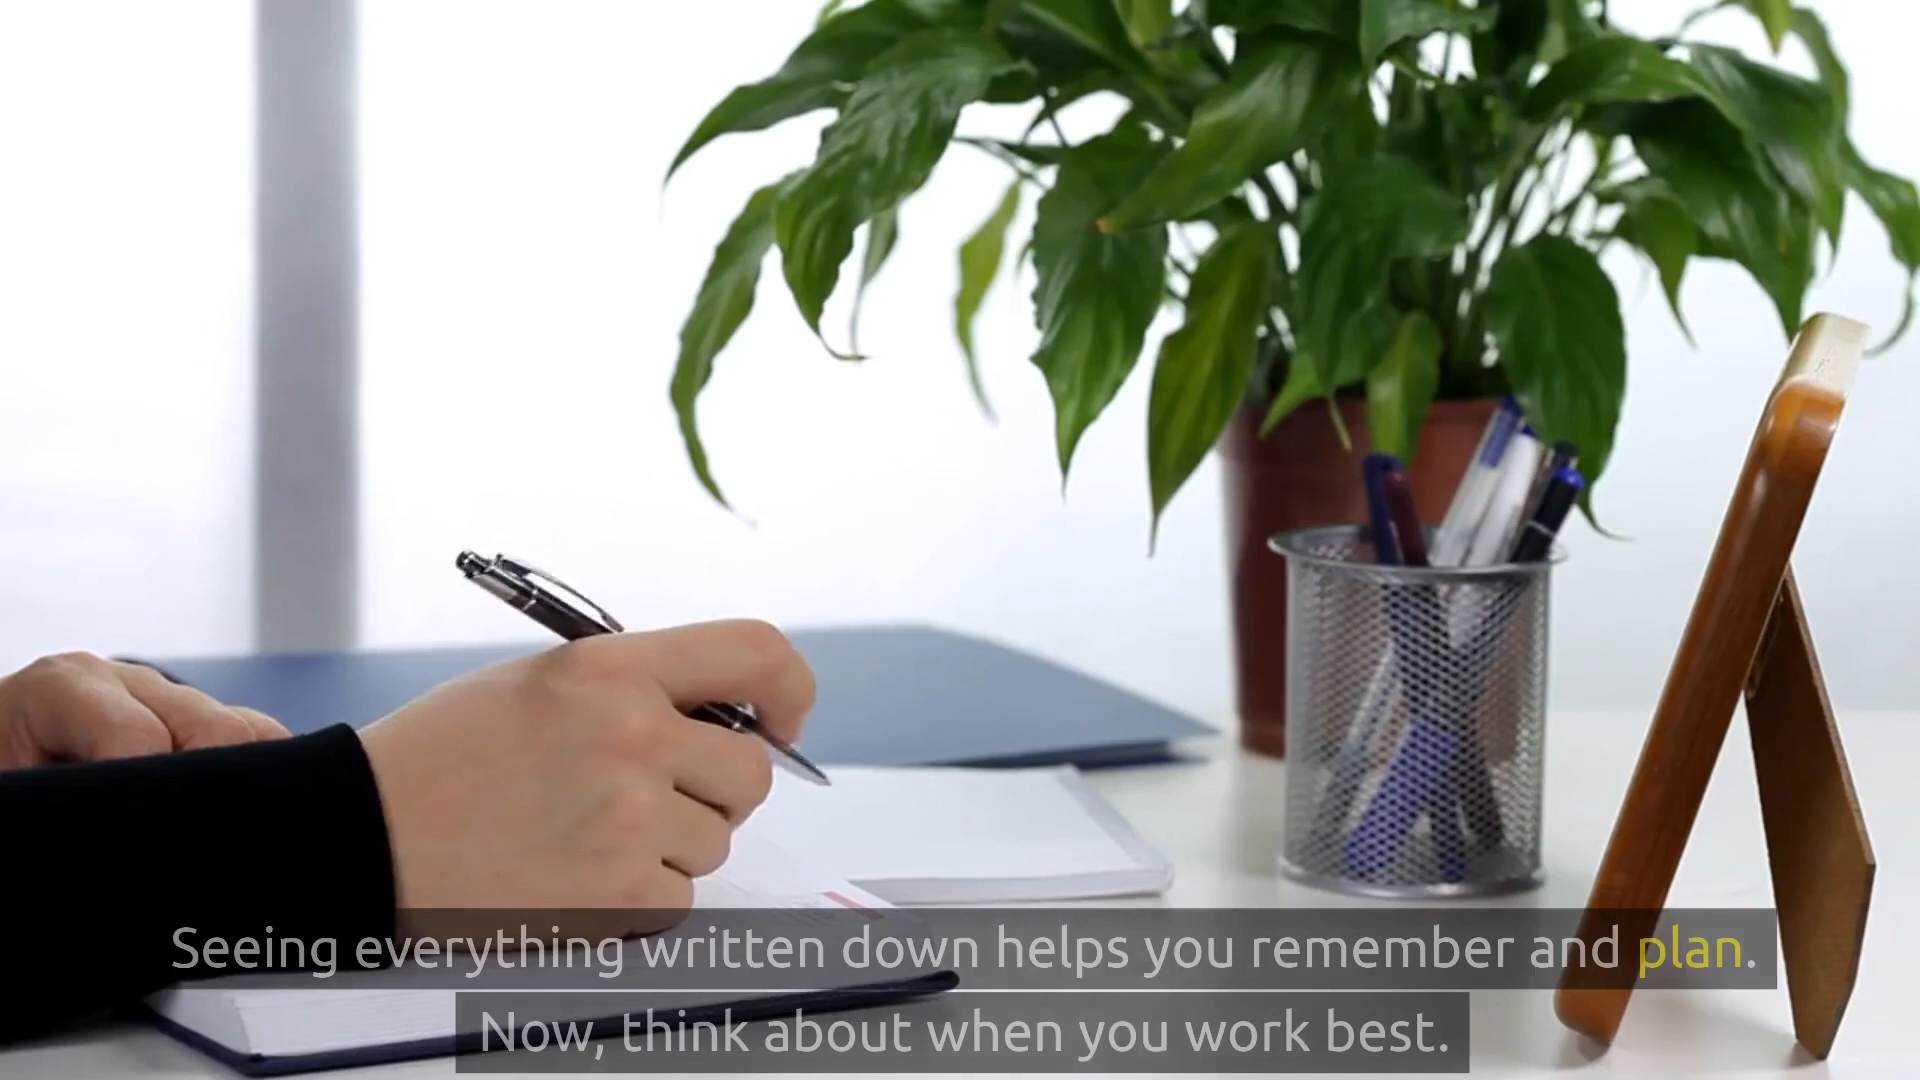 Seeing everything written down helps you remember and plan.
Now, think about when you work best.